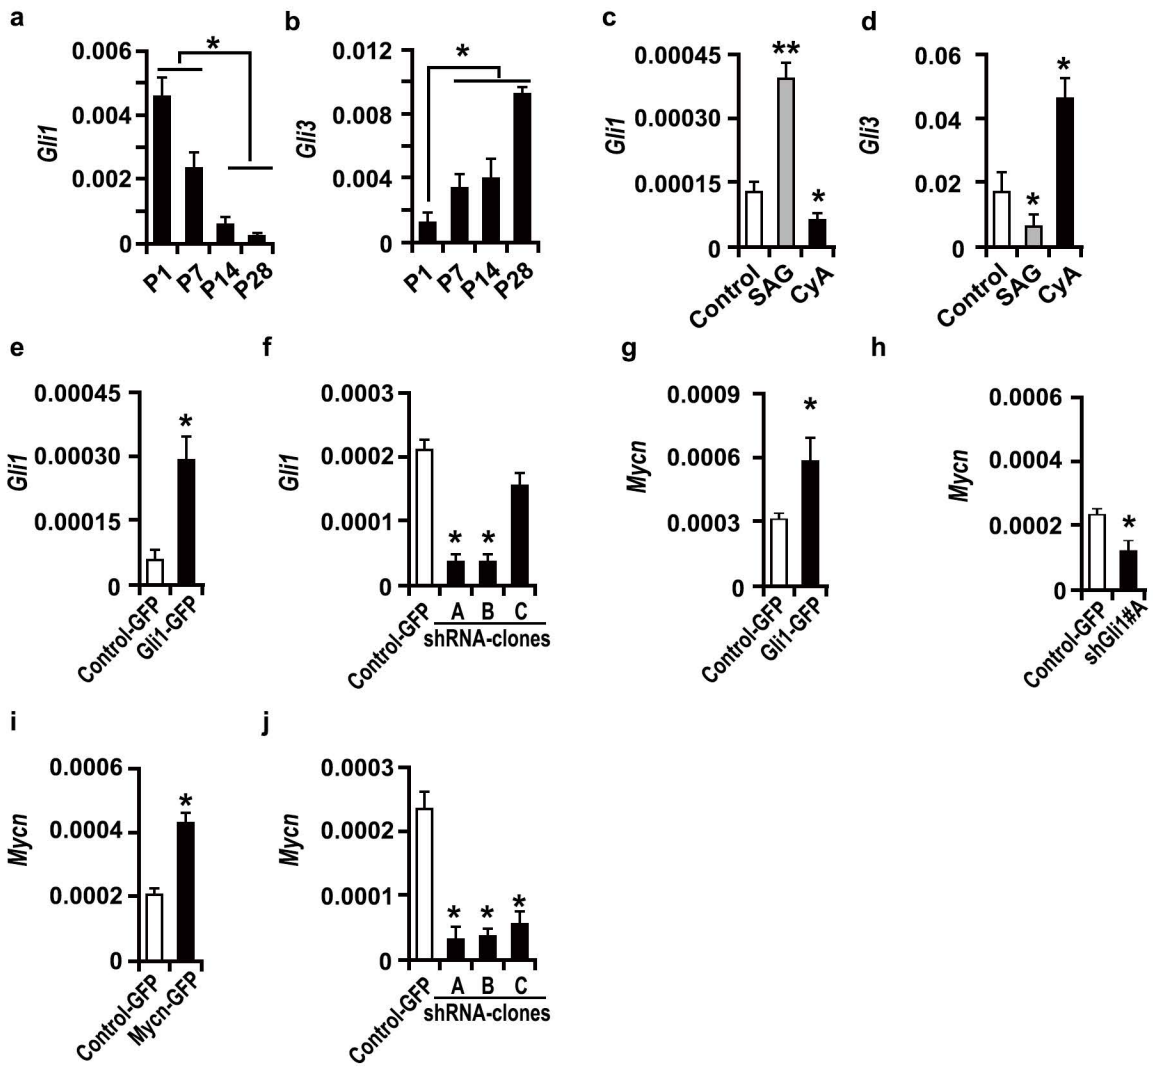 a
0.006
0.004
0.002
0
Gli1
*
P1 P7 P14 P28
b
0.012
0.008
0.004
0
Gli3
*
P1 P7 P14 P28
c
0.00045
0.00030
0.00015
0
Gli1
**
*
Control SAG CyA
d
0.06
0.04
0.02
0
Gli3
*
*
Control SAG CyA
e
0.00045
0.00030
0.00015
0
Gli1
*
Control-GFP
Gli1-GFP
f
0.0003
0.0002
0.0001
0
Gli1
* *
Control-GFP
A B C
shRNA-clones
g
0.0009
0.0006
0.0003
0
Mycn
*
Control-GFP
Gli1-GFP
h
0.0006
0.0004
0.0002
0
Mycn
*
Control-GFP
shGli1#A
i
0.0006
0.0004
0.0002
0
Mycn
*
Control-GFP
Mycn-GFP
j
0.0003
0.0002
0.0001
0
Mycn
* * *
Control-GFP
A B C
shRNA-clones